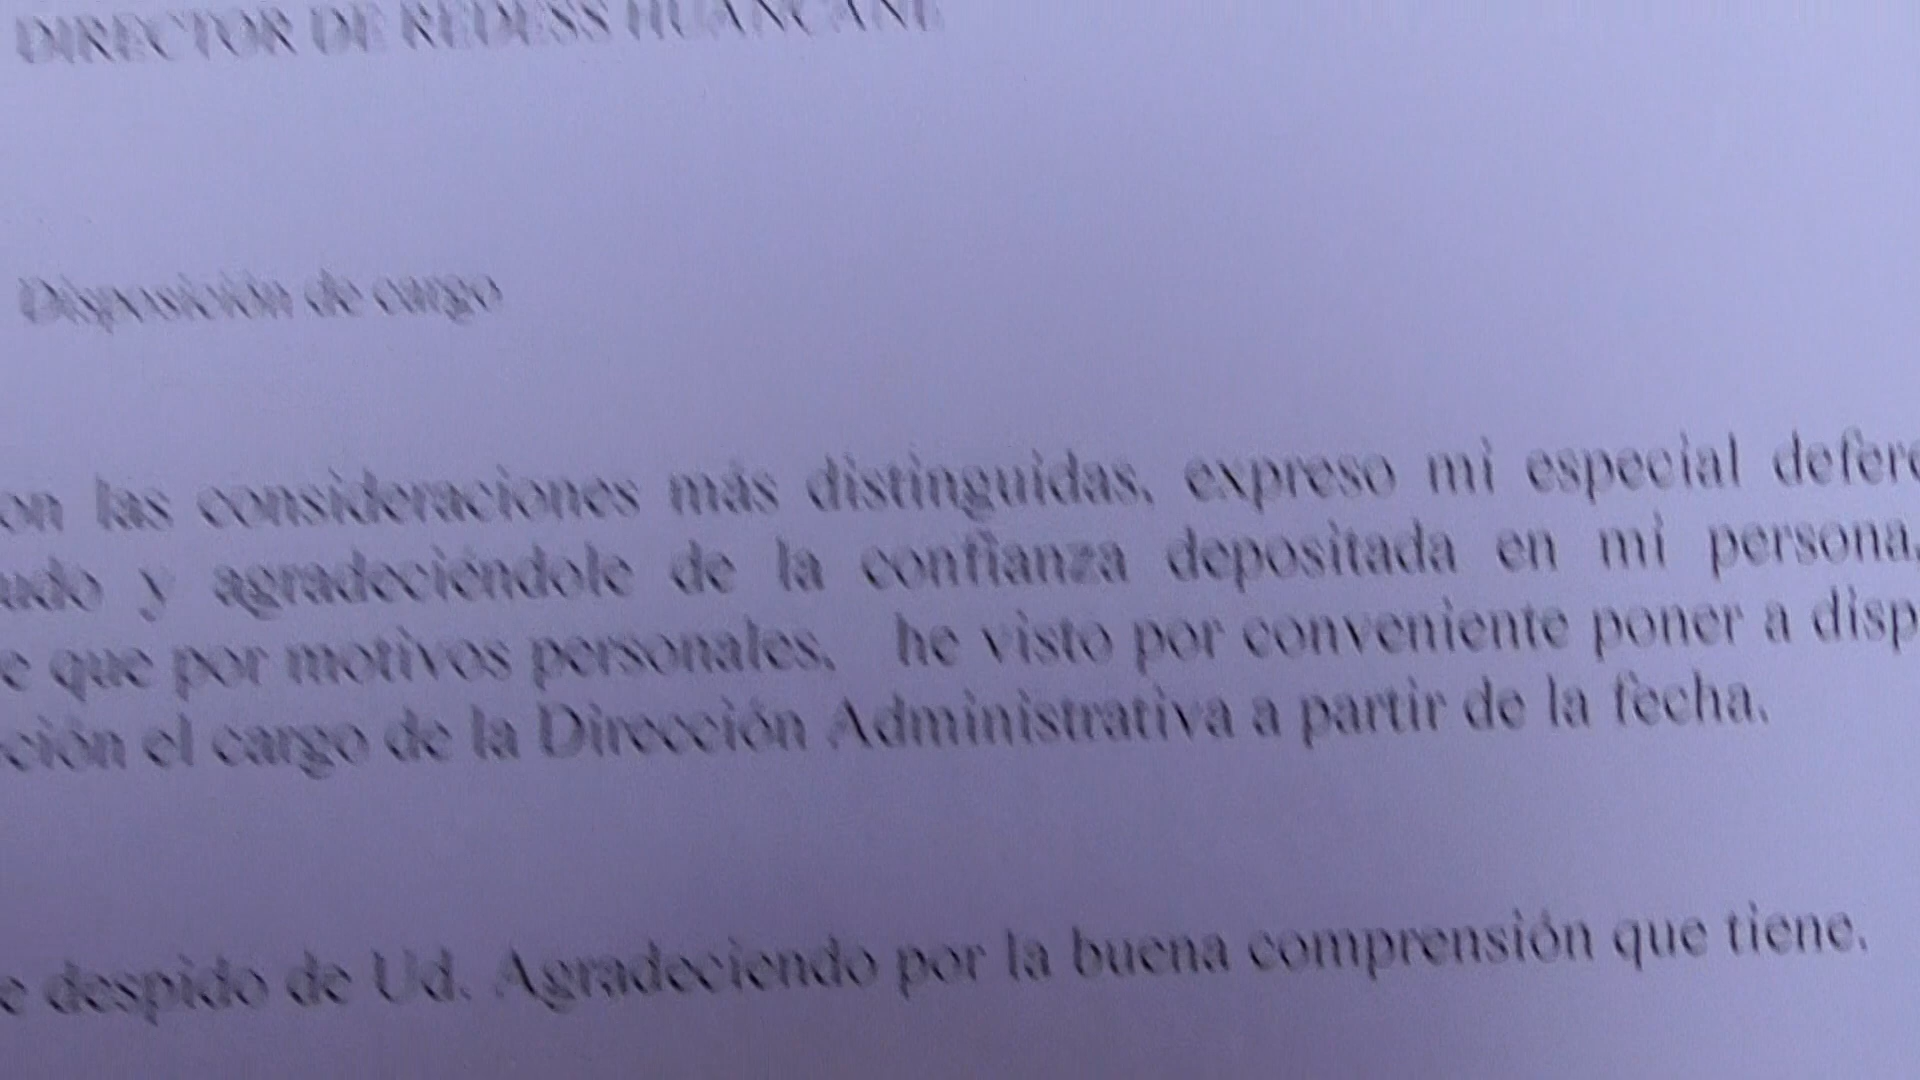 DIRECTOR DE REDESS HUANCANE
Disposición de cargo
on las consideraciones más distinguidas, expreso mi especial defere
udo y agradeciéndole de la confianza depositada en mi persona,
e que por motivos personales, he visto por conveniente poner a disp
ción el cargo de la Dirección Administrativa a partir de la fecha.
e despido de Ud. Agradeciendo por la buena comprensión que tiene.